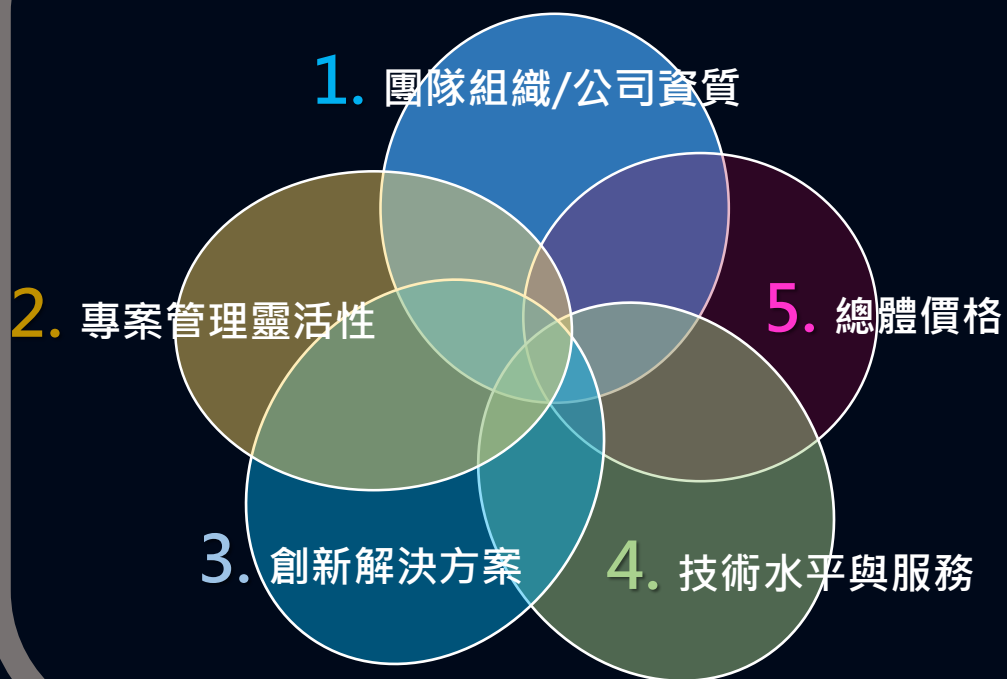 1. 團隊組織/公司資質
2. 專案管理靈活性
3. 創新解決方案
4. 技術水平與服務
5. 總體價格